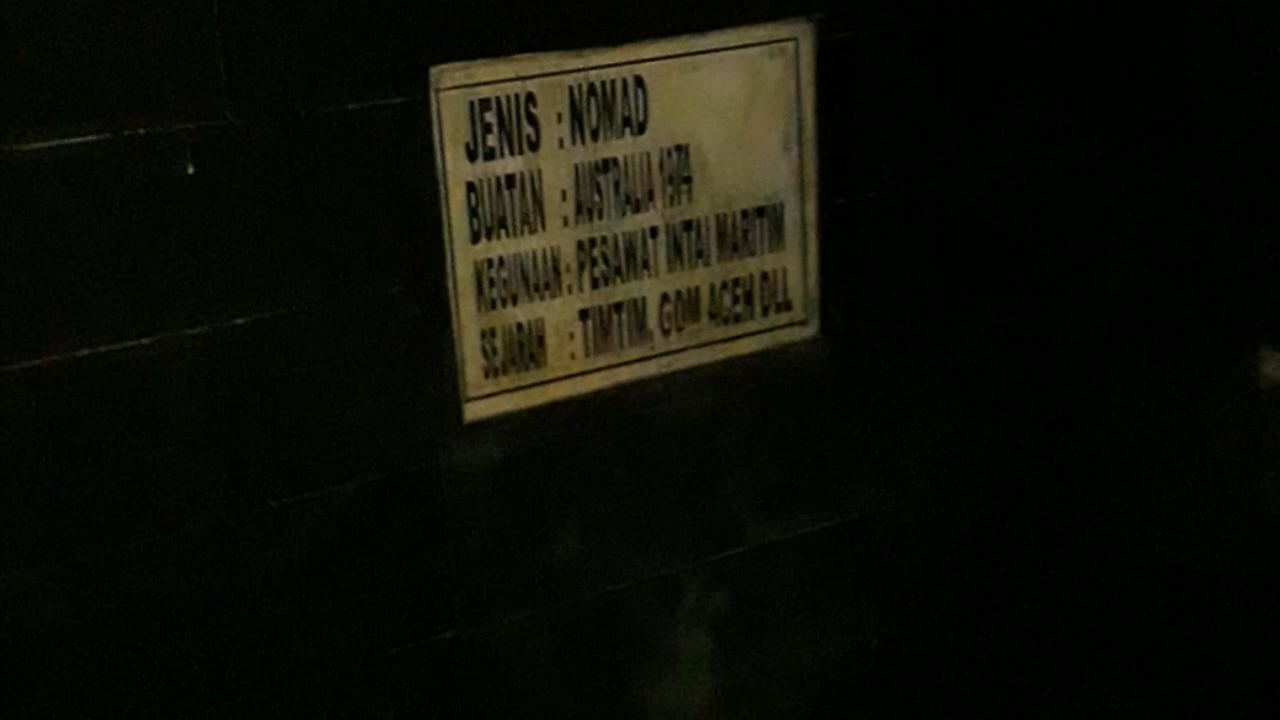 JENIS : NOMAD
BUATAN : AUSTRALIA 1974
KEGUNAAN : PESAWAT INTAI MARITIM
SEJARAH : TIMTIM, GOM ACEH DLL